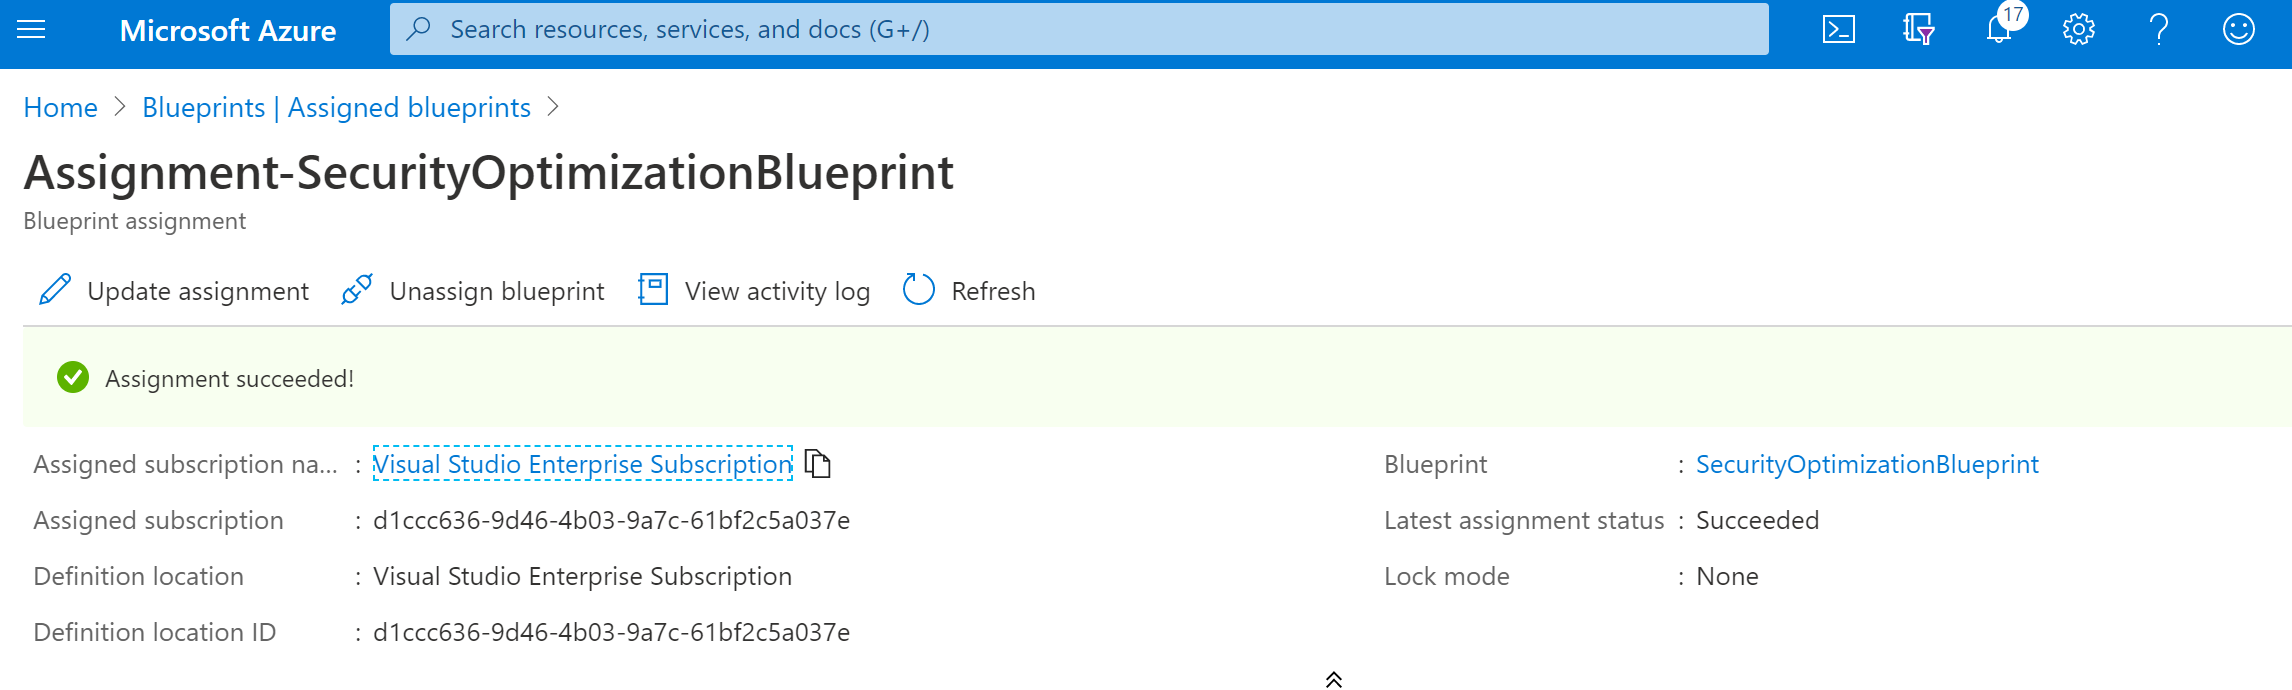 Microsoft Azure
Search resources, services, and docs (G+/)
17
Home > Blueprints | Assigned blueprints >
Assignment-SecurityOptimizationBlueprint
Blueprint assignment
Update assignment Unassign blueprint View activity log Refresh
Assignment succeeded!
Assigned subscription na... : Visual Studio Enterprise Subscription Blueprint : SecurityOptimizationBlueprint
Assigned subscription : d1ccc636-9d46-4b03-9a7c-61bf2c5a037e Latest assignment status : Succeeded
Definition location : Visual Studio Enterprise Subscription Lock mode : None
Definition location ID : d1ccc636-9d46-4b03-9a7c-61bf2c5a037e